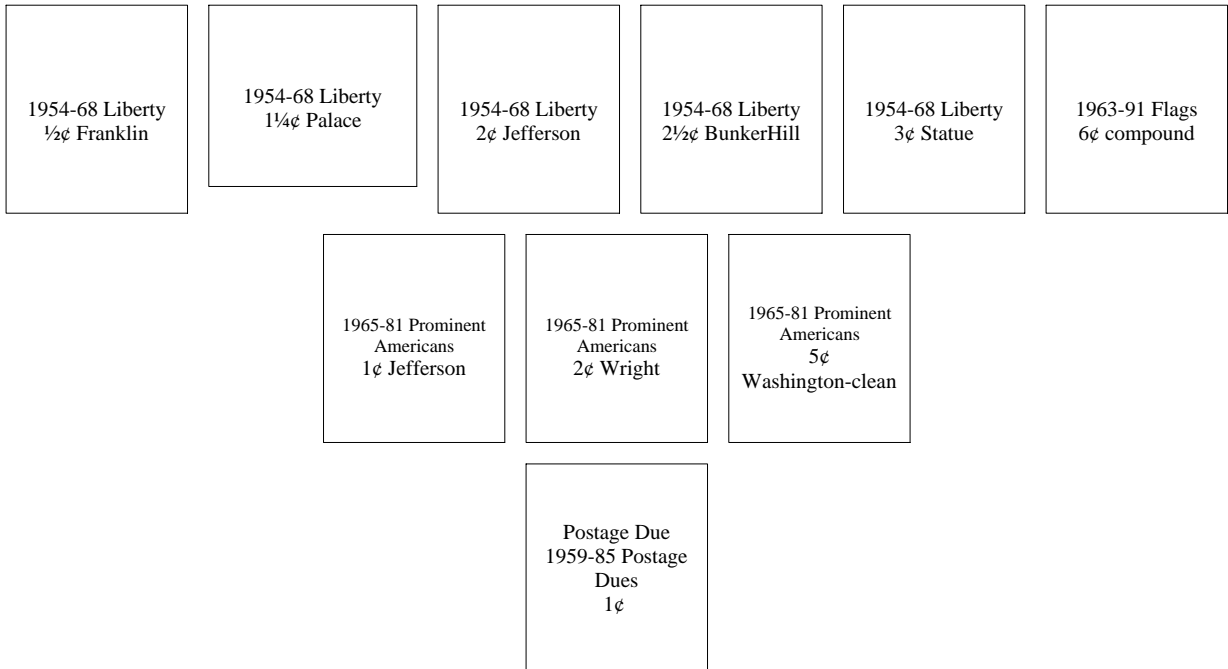 1954-68 Liberty
½¢ Franklin
1954-68 Liberty
1¼¢ Palace
1954-68 Liberty
2¢ Jefferson
1954-68 Liberty
2½¢ BunkerHill
1954-68 Liberty
3¢ Statue
1963-91 Flags
6¢ compound
1965-81 Prominent
Americans
1¢ Jefferson
1965-81 Prominent
Americans
2¢ Wright
1965-81 Prominent
Americans
5¢
Washington-clean
Postage Due
1959-85 Postage
Dues
1¢